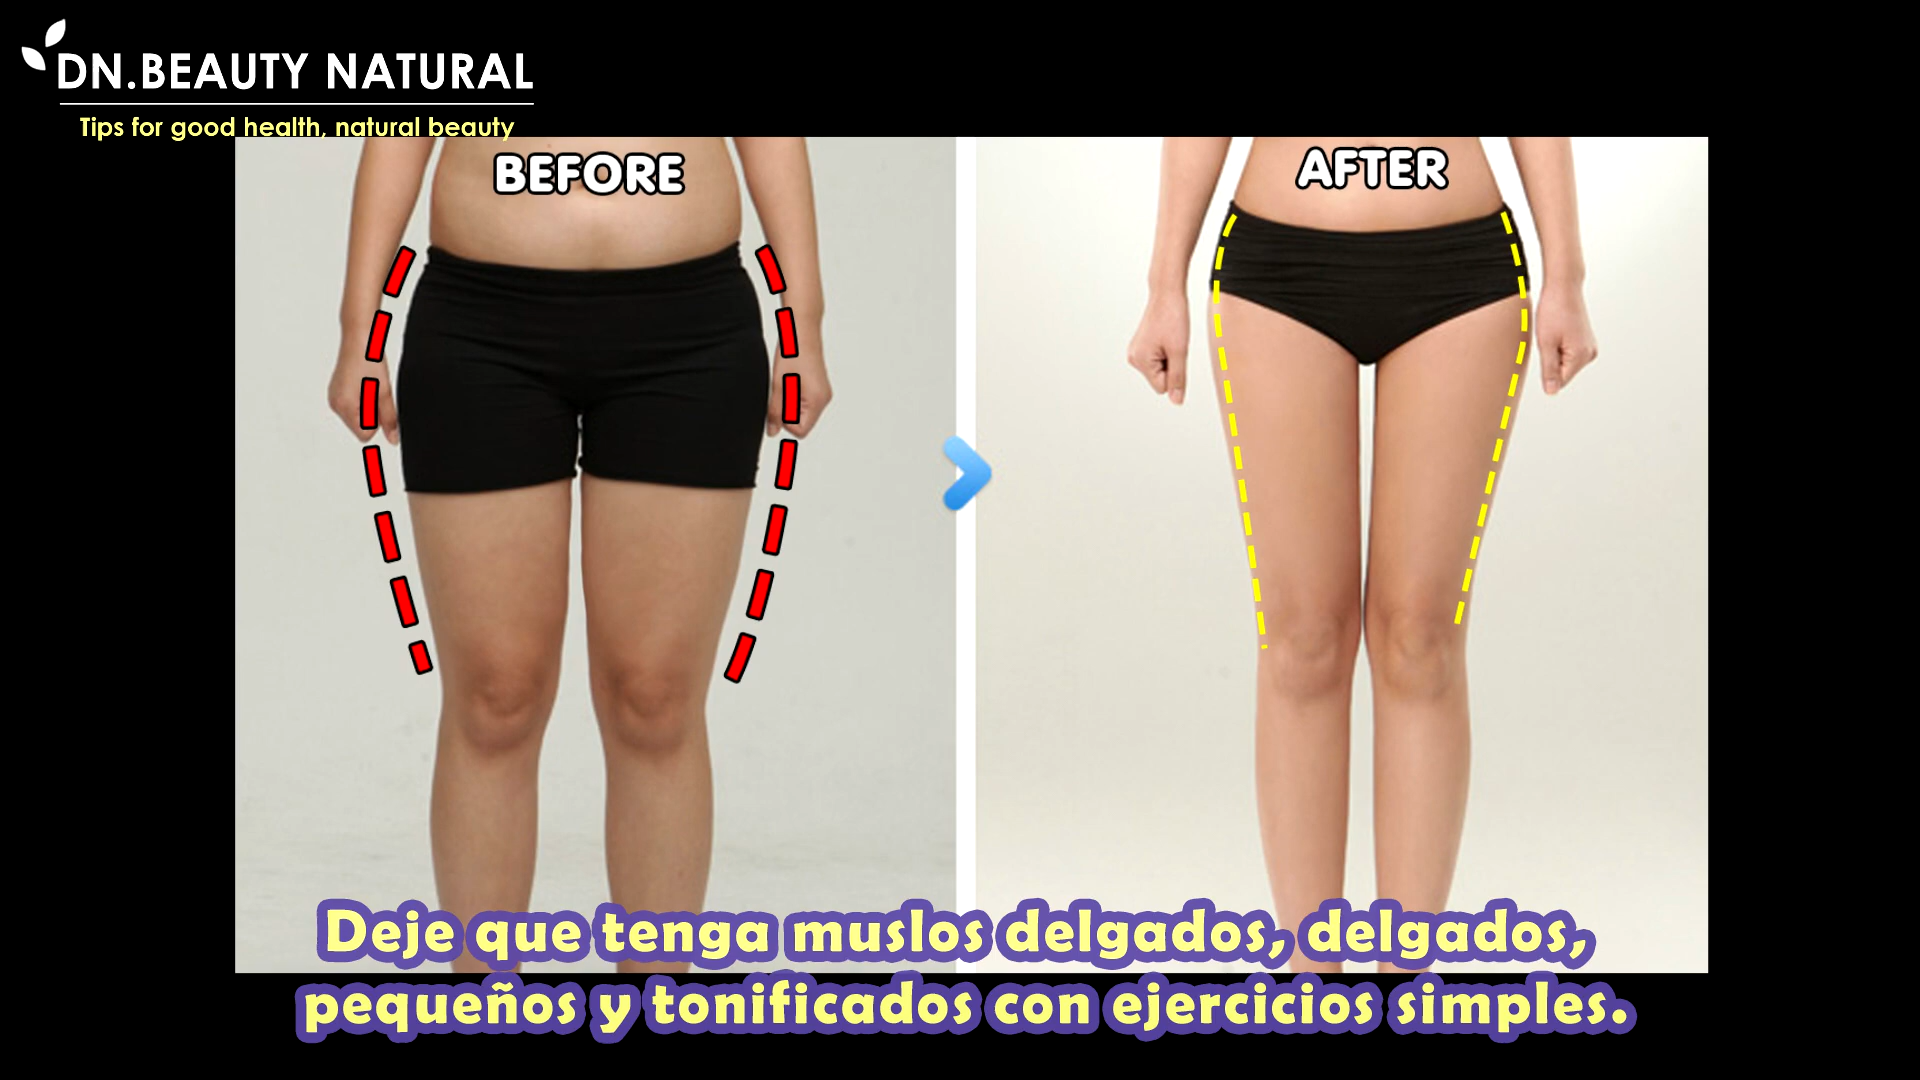 DN.BEAUTY NATURAL
Tips for good health, natural beauty
BEFORE
AFTER
Deje que tenga muslos delgados, delgados,
pequeños y tonificados con ejercicios simples.